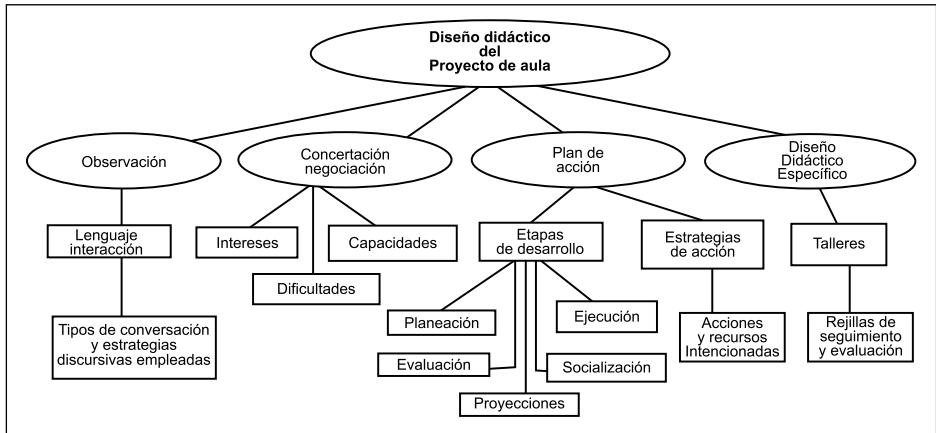 Diseño didáctico
del
Proyecto de aula
Observación
Concertación
negociación
Plan de
acción
Diseño
Didáctico
Específico
Lenguaje
interacción
Intereses
Capacidades
Dificultades
Etapas
de desarrollo
Estrategias
de acción
Talleres
Tipos de conversación
y estrategias
discursivas empleadas
Planeación
Ejecución
Evaluación
Socialización
Proyecciones
Acciones
y recursos
Intencionadas
Rejillas de
seguimiento
y evaluación